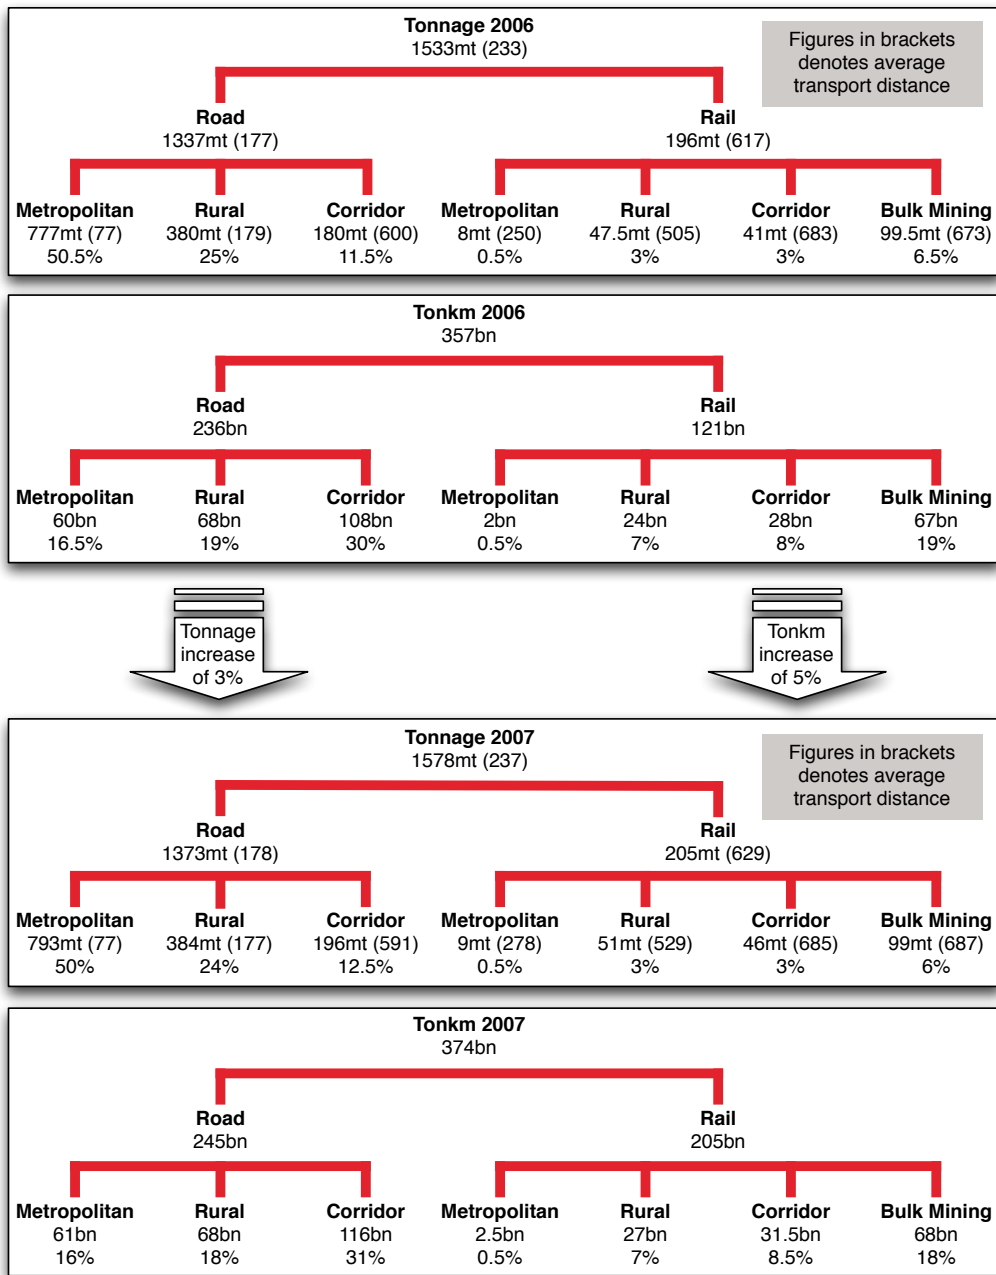 Tonnage 2006
1533mt (233)
Figures in brackets
denotes average
transport distance
Road
1337mt (177)
Rail
196mt (617)
Metropolitan
777mt (77)
50.5%
Rural
380mt (179)
25%
Corridor
180mt (600)
11.5%
Metropolitan
8mt (250)
0.5%
Rural
47.5mt (505)
3%
Corridor
41mt (683)
3%
Bulk Mining
99.5mt (673)
6.5%
Tonkm 2006
357bn
Road
236bn
Rail
121bn
Metropolitan
60bn
16.5%
Rural
68bn
19%
Corridor
108bn
30%
Metropolitan
2bn
0.5%
Rural
24bn
7%
Corridor
28bn
8%
Bulk Mining
67bn
19%
Tonnage
increase
of 3%
Tonkm
increase
of 5%
Tonnage 2007
1578mt (237)
Figures in brackets
denotes average
transport distance
Road
1373mt (178)
Rail
205mt (629)
Metropolitan
793mt (77)
50%
Rural
384mt (177)
24%
Corridor
196mt (591)
12.5%
Metropolitan
9mt (278)
0.5%
Rural
51mt (529)
3%
Corridor
46mt (685)
3%
Bulk Mining
99mt (687)
6%
Tonkm 2007
374bn
Road
245bn
Rail
205bn
Metropolitan
61bn
16%
Rural
68bn
18%
Corridor
116bn
31%
Metropolitan
2.5bn
0.5%
Rural
27bn
7%
Corridor
31.5bn
8.5%
Bulk Mining
68bn
18%